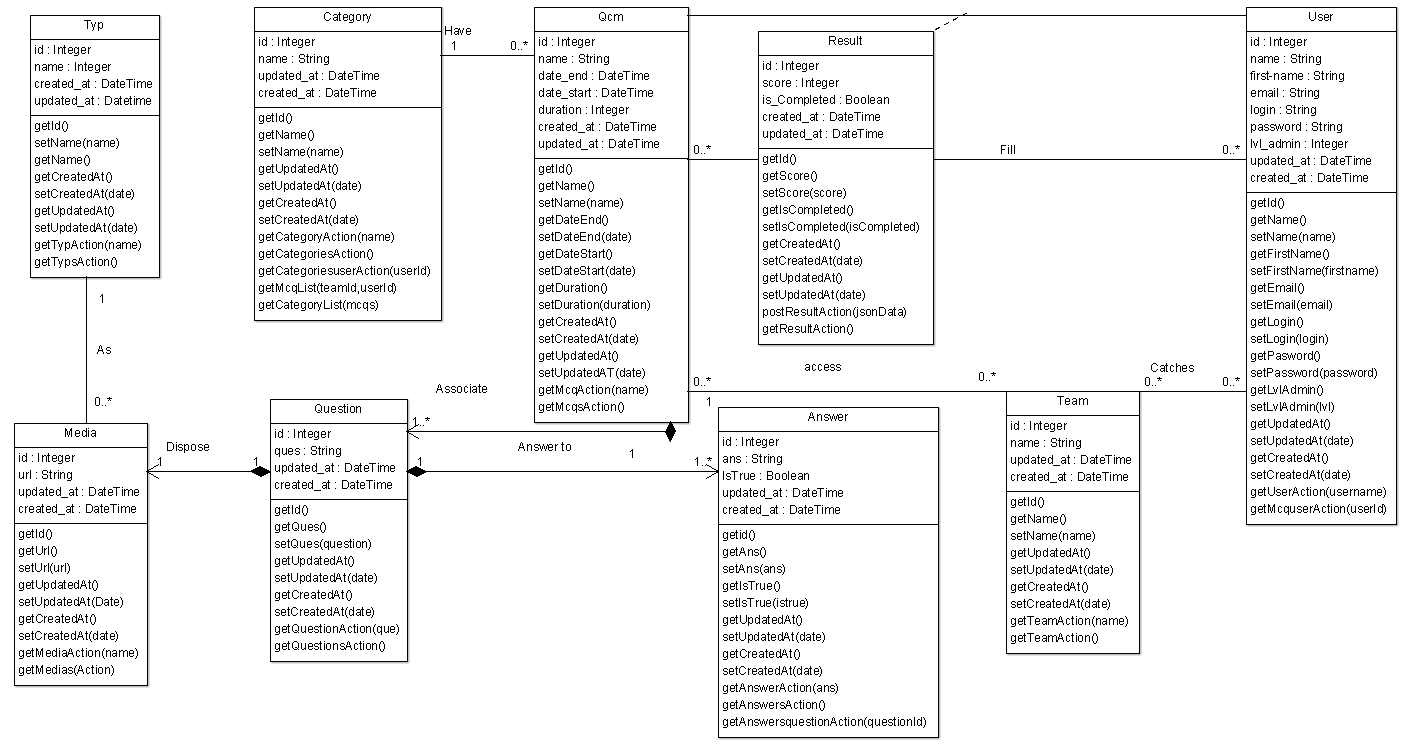 Typ
id : Integer
name : Integer
created_at : DateTime
updated_at : Datetime
getId()
setName(name)
getName()
getCreatedAt()
setCreatedAt(date)
getUpdatedAt()
setUpdatedAt(date)
getTypAction(name)
getTypsAction()
1
As
0..*
Category
id : Integer
name : String
updated_at : DateTime
created_at : DateTime
getId()
getName()
setName(name)
getUpdatedAt()
setUpdatedAt(date)
getCreatedAt()
setCreatedAt(date)
getCategoryAction(name)
getCategoriesAction()
getCategoriesuserAction(userId)
getMcqList(teamId,userId)
getCategoryList(mcqs)
Have
1
0..*
Qcm
id : Integer
name : String
date_end : DateTime
date_start : DateTime
duration : Integer
created_at : DateTime
updated_at : DateTime
getId()
getName()
setName(name)
getDateEnd()
setDateEnd(date)
getDateStart()
setDateStart(date)
getDuration()
setDuration(duration)
getCreatedAt()
setCreatedAt(date)
getUpdatedAt()
setUpdatedAT(date)
getMcqAction(name)
getMcqsAction()
0..*
Result
id : Integer
score : Integer
is_Completed : Boolean
created_at : DateTime
updated_at : DateTime
getId()
getScore()
setScore(score)
getIsCompleted()
setIsCompleted(isCompleted)
getCreatedAt()
setCreatedAt(date)
getUpdatedAt()
setUpdatedAt(date)
postResultAction(jsonData)
getResultAction()
Fill
0..*
User
id : Integer
name : String
first-name : String
email : String
login : String
password : String
lvl_admin : Integer
updated_at : DateTime
created_at : DateTime
getId()
getName()
setName(name)
getFirstName()
setFirstName(firstname)
getEmail()
setEmail(email)
getLogin()
setLogin(login)
getPasword()
setPassword(password)
getLvlAdmin()
setLvlAdmin(lvl)
getUpdatedAt()
setUpdatedAt(date)
getCreatedAt()
setCreatedAt(date)
getUserAction(username)
getMcquserAction(userId)
access
0..*
0..*
Catches
0..*
0..*
1
Associate
1..*
1
Media
id : Integer
url : String
updated_at : DateTime
created_at : DateTime
getId()
getUrl()
setUrl(url)
getUpdatedAt()
setUpdatedAt(Date)
getCreatedAt()
setCreatedAt(date)
getMediaAction(name)
getMedias(Action)
Dispose
1
1
Question
id : Integer
ques : String
updated_at : DateTime
created_at : DateTime
getId()
getQues()
setQues(question)
getUpdatedAt()
setUpdatedAt(date)
getCreatedAt()
setCreatedAt(date)
getQuestionAction(que)
getQuestionsAction()
Answer to
1
1..*
Answer
id : Integer
ans : String
IsTrue : Boolean
updated_at : DateTime
created_at : DateTime
getid()
getAns()
setAns(ans)
getIsTrue()
setIsTrue(istrue)
getUpdatedAt()
setUpdatedAt(date)
getCreatedAt()
setCreatedAt(date)
getAnswerAction(ans)
getAnswersAction()
getAnswersquestionAction(questionId)
Team
id : Integer
name : String
updated_at : DateTime
created_at : DateTime
getId()
getName()
setName(name)
getUpdatedAt()
setUpdatedAt(date)
getCreatedAt()
setCreatedAt(date)
getTeamAction(name)
getTeamAction()